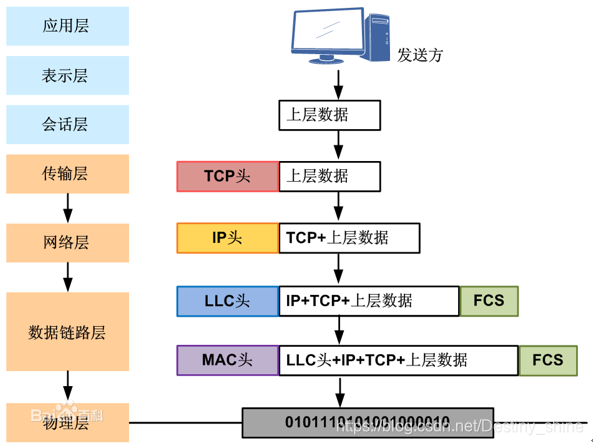 应用层
发送方
表示层
会话层
上层数据
传输层
TCP头 上层数据
网络层
IP头 TCP+上层数据
数据链路层
LLC头 IP+TCP+上层数据 FCS
MAC头 LLC头+IP+TCP+上层数据 FCS
物理层
Bai 百科
0101110101001000010
https://blog.csdn.net/Destiny_shine